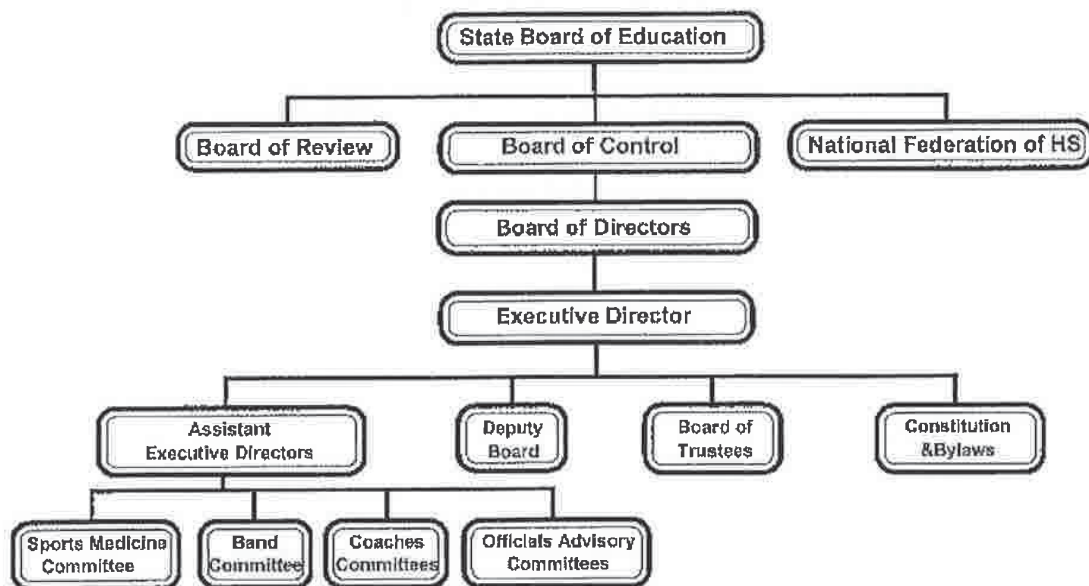 State Board of Education
Board of Review
Board of Control
National Federation of HS
Board of Directors
Executive Director
Assistant
Executive Directors
Deputy
Board
Board of
Trustees
Constitution
&Bylaws
Sports Medicine
Committee
Band
Committee
Coaches
Committees
Officials Advisory
Committees